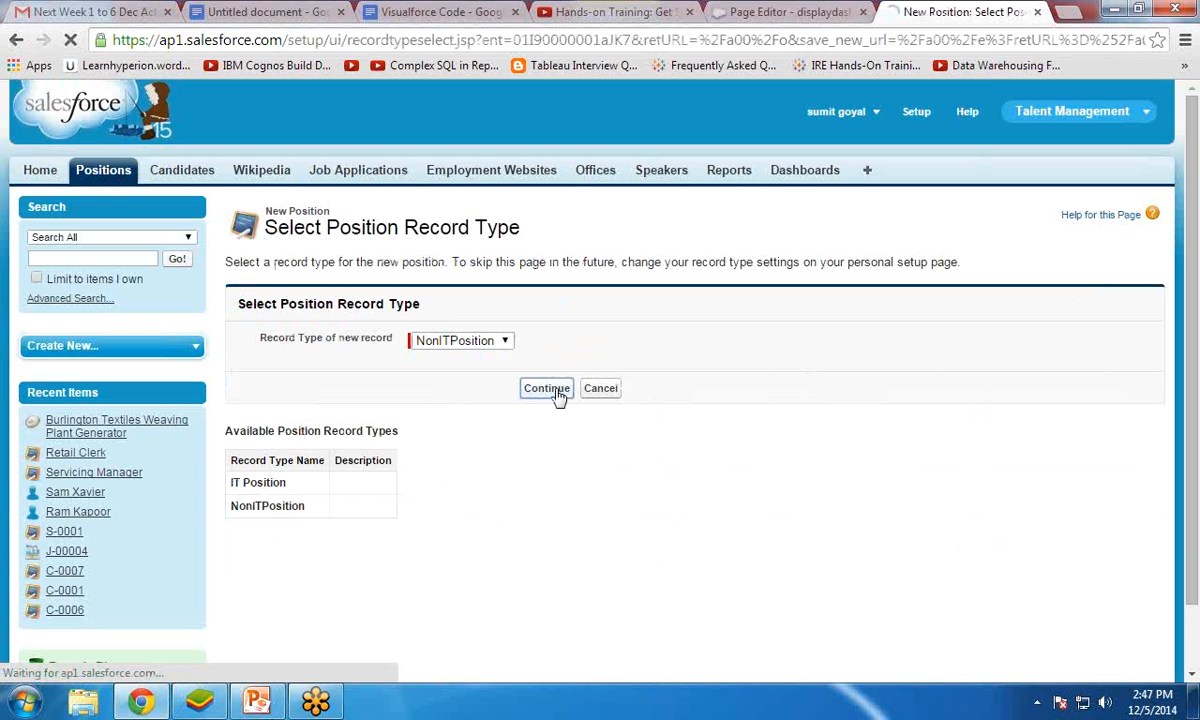 Next Week 1 to 6 Dec Act
Untitled document - Go
Visualforce Code - Goog
Hands-on Training: Get S
Page Editor - displaydas
New Position: Select Pos
https://ap1.salesforce.com/setup/ui/recordtypeselect.jsp?ent=01I90000001aJK7&retURL=%2Fa00%2Fo&save_new_url=%2Fa00%2Fe%3FretURL%3D%252Fa
Apps
Learnhyperion.word...
IBM Cognos Build D...
Complex SQL in Rep...
Tableau Interview Q...
Frequently Asked Q...
IRE Hands-On Traini...
Data Warehousing F...
»
salesforce
15
sumit goyal
Setup
Help
Talent Management
Home
Positions
Candidates
Wikipedia
Job Applications
Employment Websites
Offices
Speakers
Reports
Dashboards
+
Search
Search All
Go!
Limit to items I own
Advanced Search...
Create New...
Recent Items
Burlington Textiles Weaving
Plant Generator
Retail Clerk
Servicing Manager
Sam Xavier
Ram Kapoor
S-0001
J-00004
C-0007
C-0001
C-0006
New Position
Select Position Record Type
Help for this Page
?
Select a record type for the new position. To skip this page in the future, change your record type settings on your personal setup page.
Select Position Record Type
Record Type of new record
NonITPosition
Continue
Cancel
Available Position Record Types
Record Type Name
Description
IT Position
NonITPosition
Waiting for ap1.salesforce.com...
2:47 PM
12/5/2014